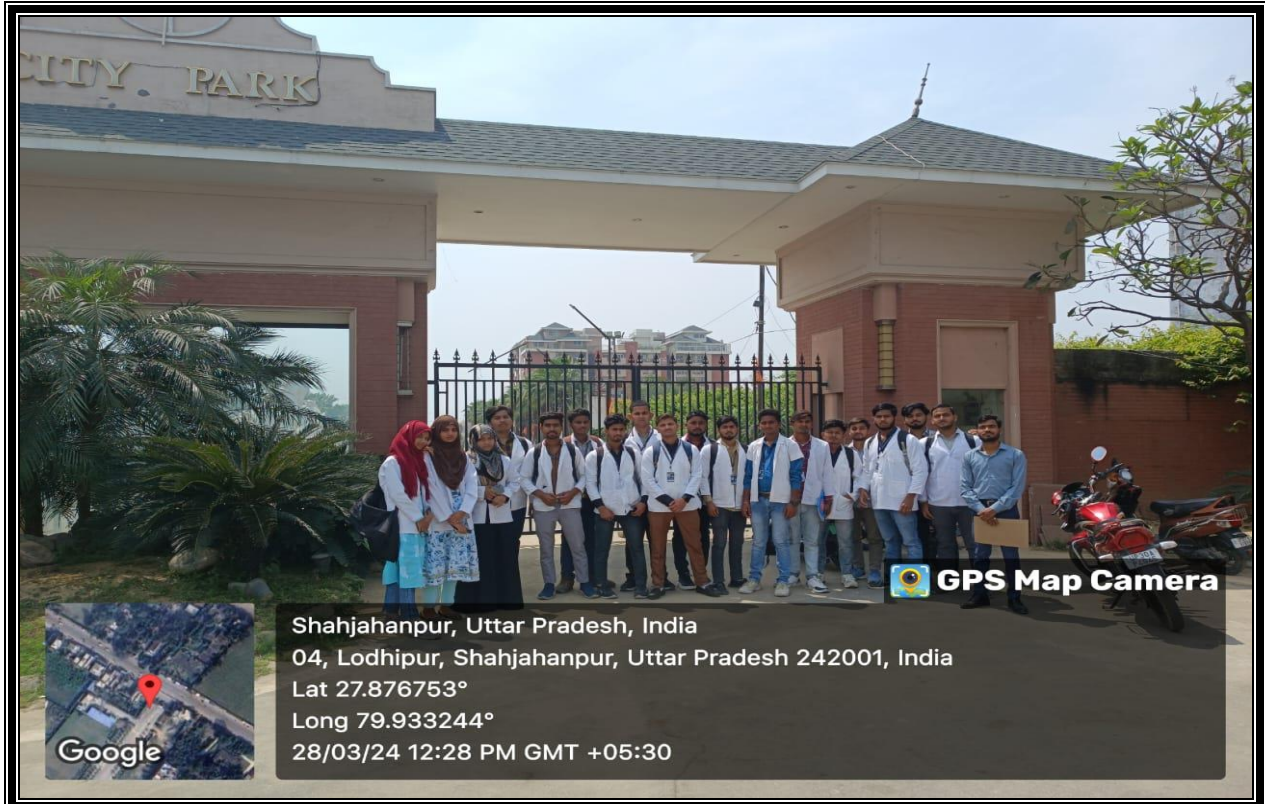 CITY PARK
GPS Map Camera
Shahjahanpur, Uttar Pradesh, India
04, Lodhipur, Shahjahanpur, Uttar Pradesh 242001, India
Lat 27.876753°
Long 79.933244°
28/03/24 12:28 PM GMT +05:30
Google